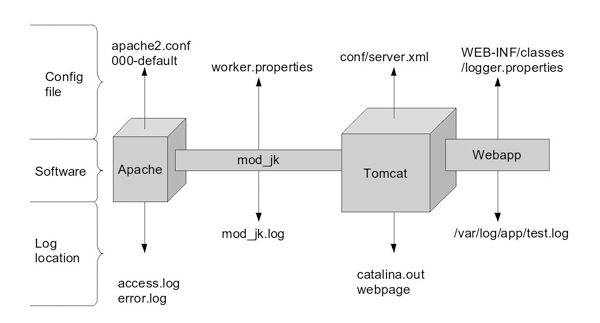 Config
file
apache2.conf
000-default
worker.properties
conf/server.xml
WEB-INF/classes
/logger.properties
Software
Apache
mod_jk
Tomcat
Webapp
Log
location
access.log
error.log
mod_jk.log
catalina.out
webpage
/var/log/app/test.log